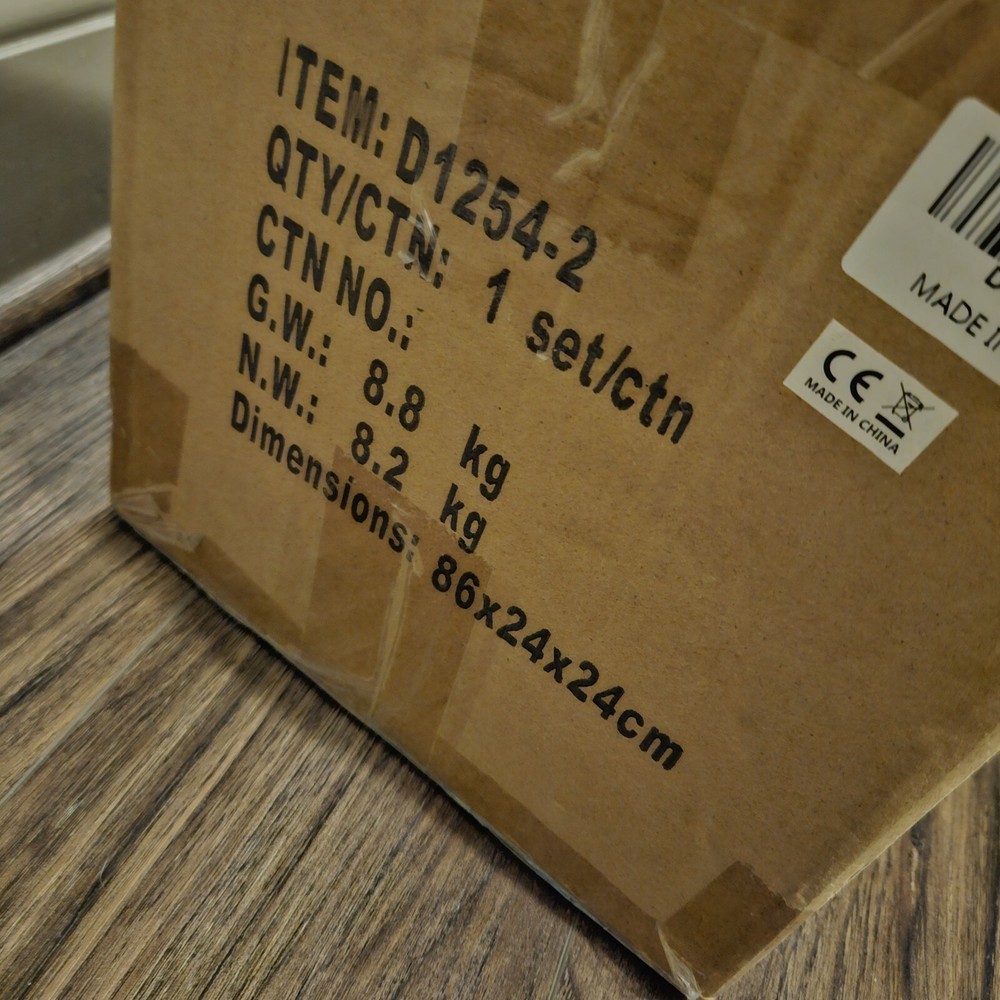 ITEM: D1254-2
QTY/CTN: 1 set/ctn
CTN NO.:
G.W.: 8.8 kg
N.W.: 8.2 kg
Dimensions: 86x24x24cm
MADE
CE
MADE IN CHINA